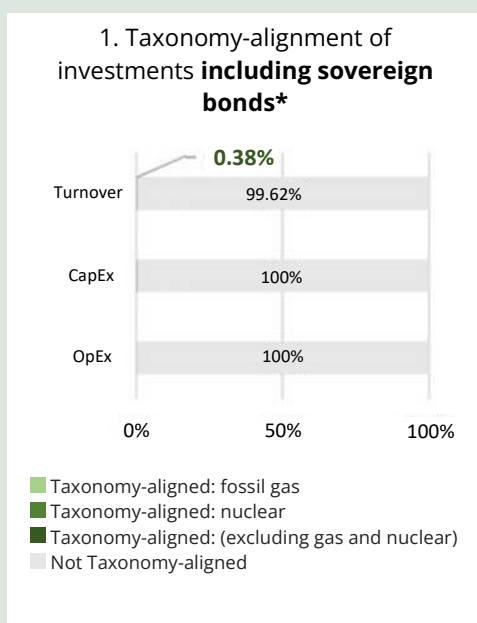 1. Taxonomy-alignment of
investments including sovereign
bonds*
0.38%
Turnover
99.62%
CapEx
100%
OpEx
100%
0%
50%
100%
Taxonomy-aligned: fossil gas
Taxonomy-aligned: nuclear
Taxonomy-aligned: (excluding gas and nuclear)
Not Taxonomy-aligned